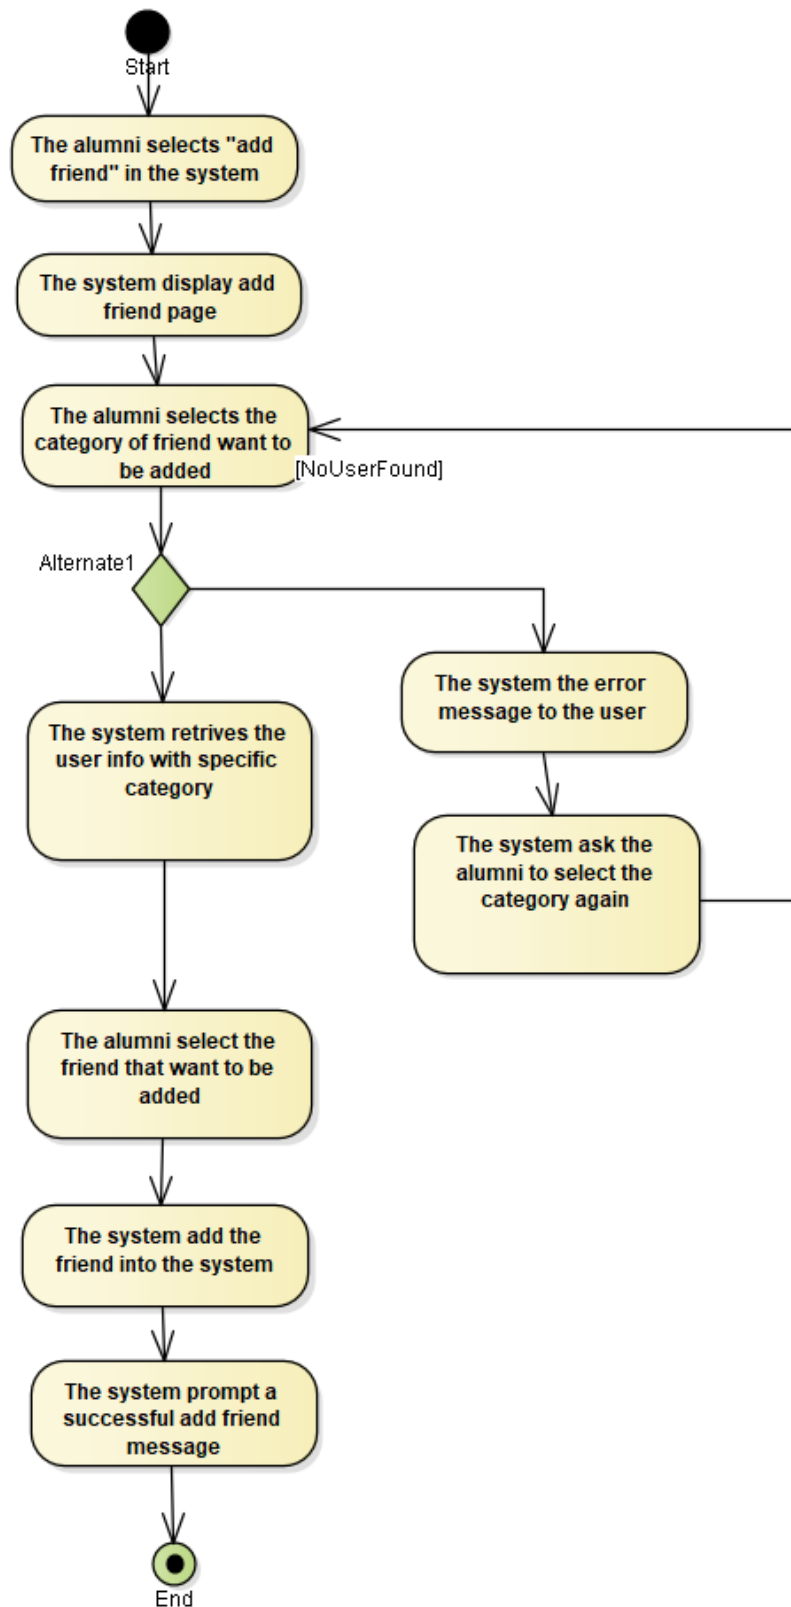 Start
The alumni selects "add
friend" in the system
The system display add
friend page
The alumni selects the
category of friend want to
be added
[NoUserFound]
Alternate1
The system the error
message to the user
The system retrives the
user info with specific
category
The system ask the
alumni to select the
category again
The alumni select the
friend that want to be
added
The system add the
friend into the system
The system prompt a
successful add friend
message
End